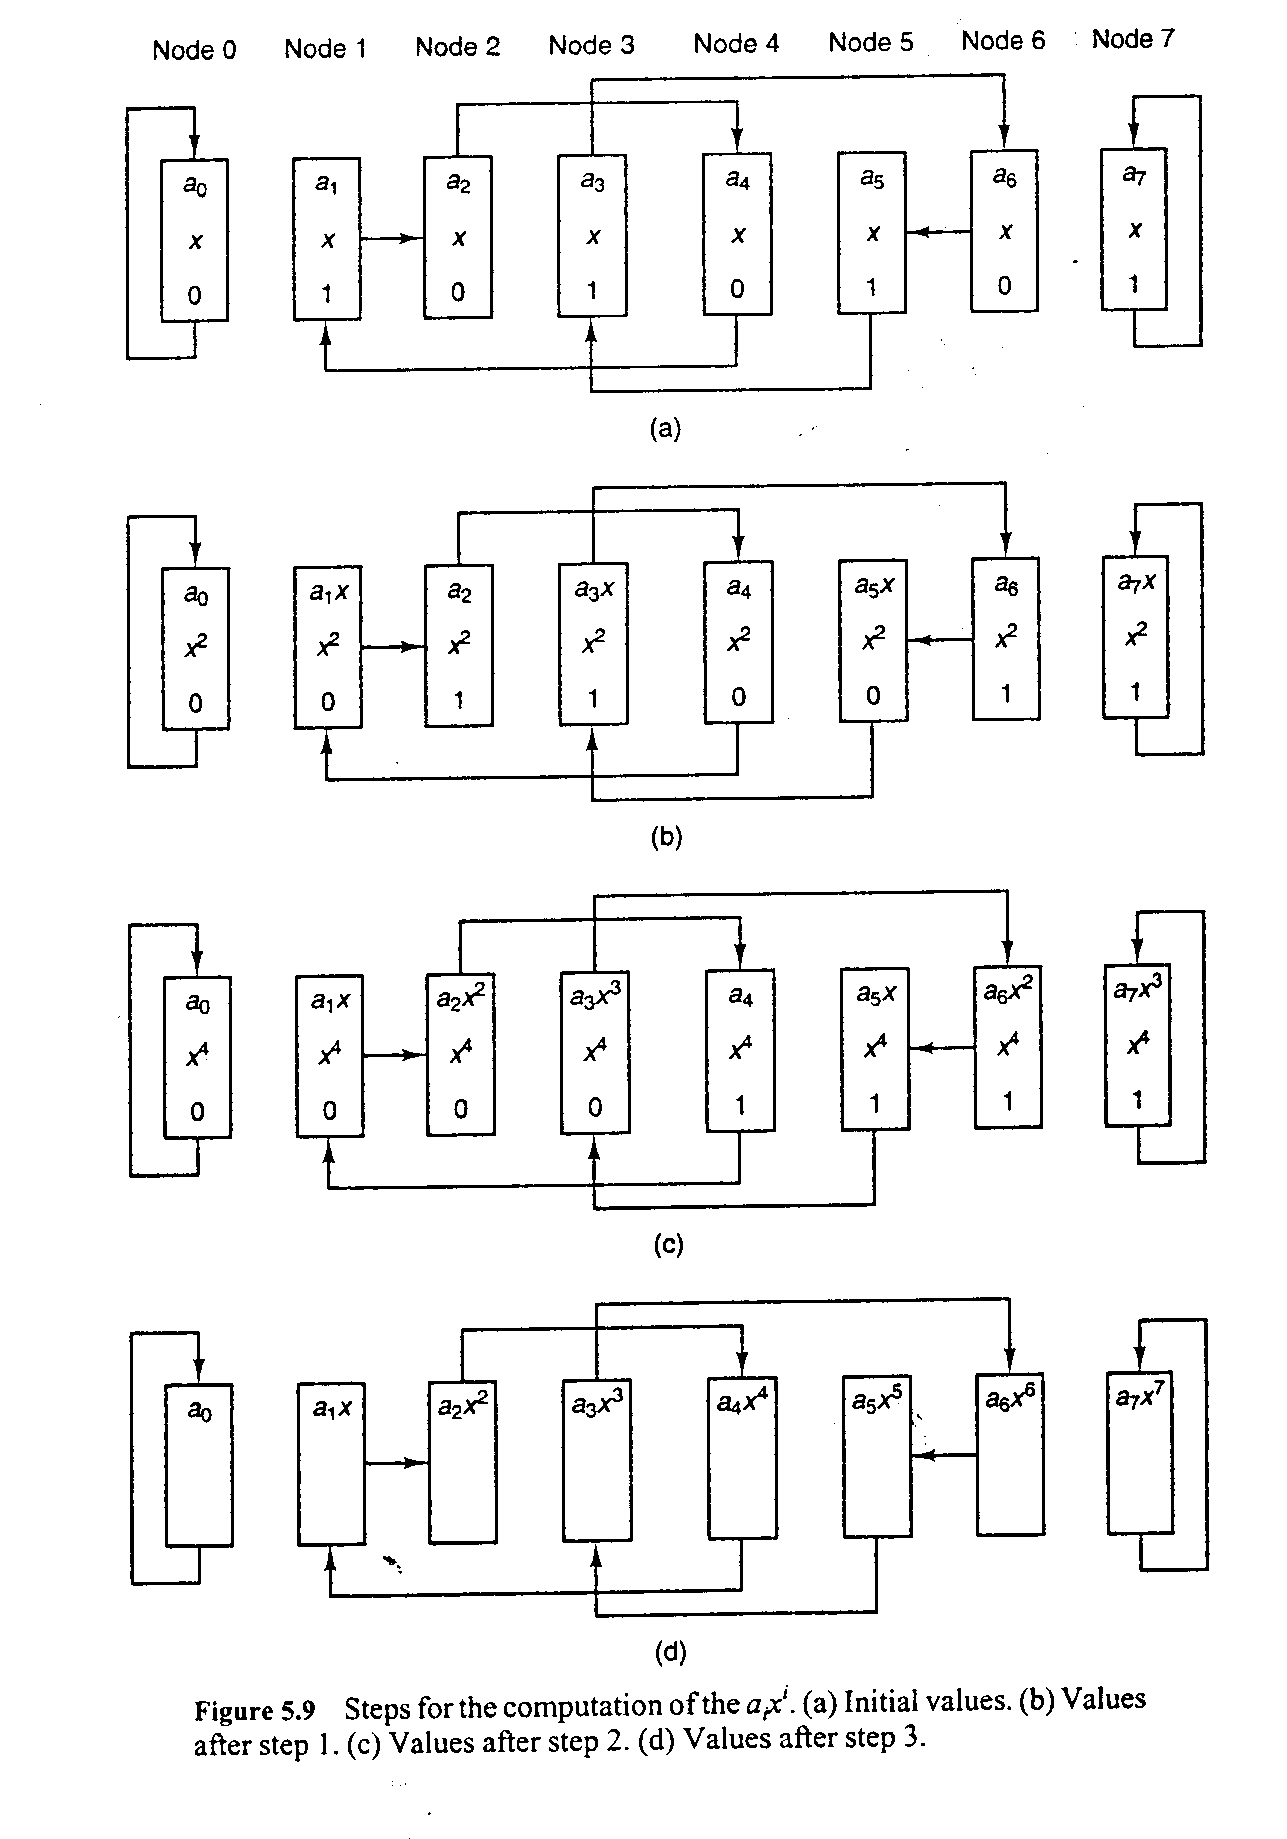 Node 0 Node 1 Node 2 Node 3 Node 4 Node 5 Node 6 Node 7
a₀ a₁ a₂ a₃ a₄ a₅ a₆ a₇
x x x x x x x x
0 1 0 1 0 1 0 1
(a)
a₀ a₁x a₂ a₃x a₄ a₅x a₆ a₇x
x² x² x² x² x² x² x² x²
0 0 1 1 0 0 1 1
(b)
a₀ a₁x a₂x² a₃x³ a₄ a₅x a₆x² a₇x³
x⁴ x⁴ x⁴ x⁴ x⁴ x⁴ x⁴ x⁴
0 0 0 0 1 1 1 1
(c)
a₀ a₁x a₂x² a₃x³ a₄x⁴ a₅x⁵ a₆x⁶ a₇x⁷
(d)
Figure 5.9 Steps for the computation of the aᵢxⁱ. (a) Initial values. (b) Values
after step 1. (c) Values after step 2. (d) Values after step 3.